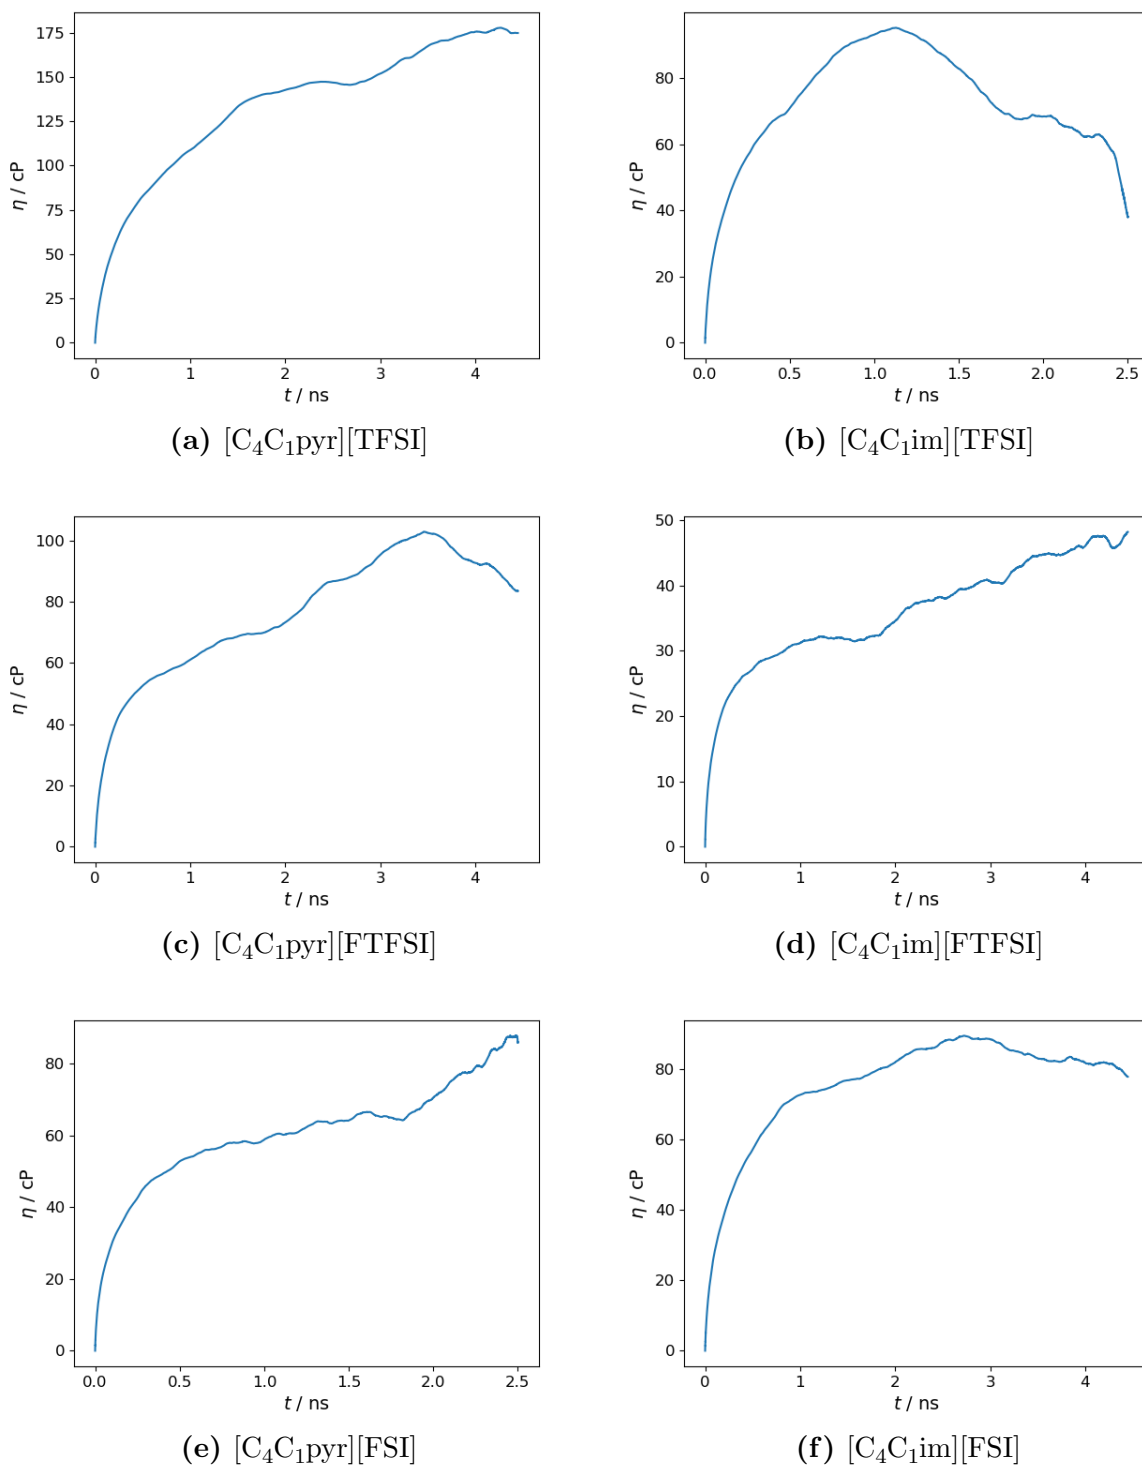 175
150
125
100
75
50
25
0
η / cP
0 1 2 3 4
t / ns
(a) [C₄C₁pyr][TFSI]
80
60
40
20
0
η / cP
0.0 0.5 1.0 1.5 2.0 2.5
t / ns
(b) [C₄C₁im][TFSI]
100
80
60
40
20
0
η / cP
0 1 2 3 4
t / ns
(c) [C₄C₁pyr][FTFSI]
50
40
30
20
10
0
η / cP
0 1 2 3 4
t / ns
(d) [C₄C₁im][FTFSI]
80
60
40
20
0
η / cP
0.0 0.5 1.0 1.5 2.0 2.5
t / ns
(e) [C₄C₁pyr][FSI]
80
60
40
20
0
η / cP
0 1 2 3 4
t / ns
(f) [C₄C₁im][FSI]